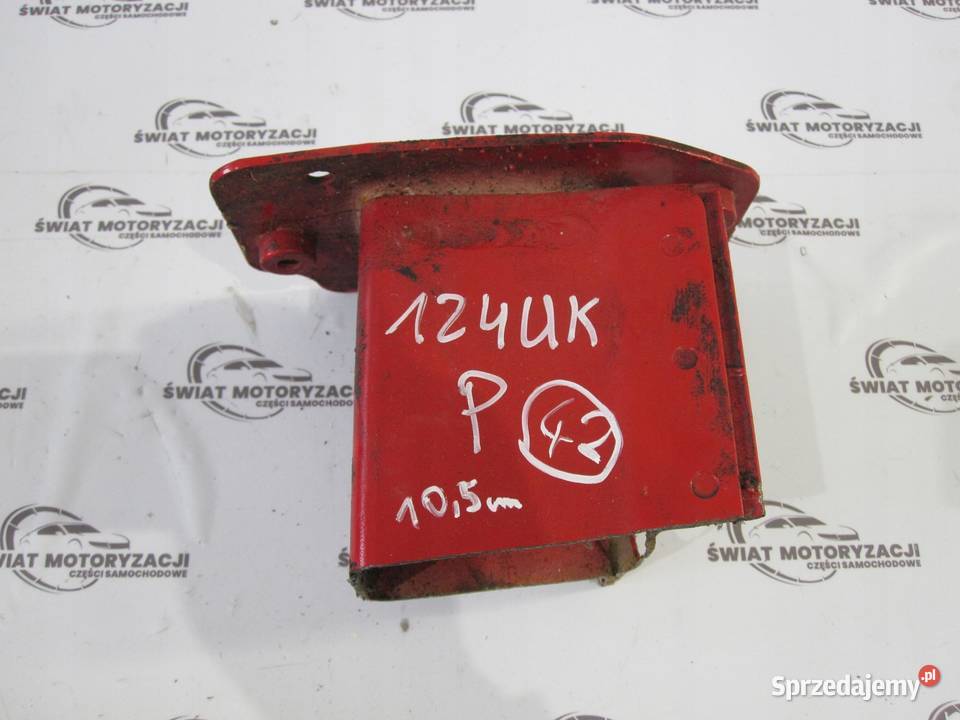 ŚWIAT MOTORYZACJI
CZĘŚCI SAMOCHODOWE
124UK
P 42
10,5cm
Sprzedajemy.pl